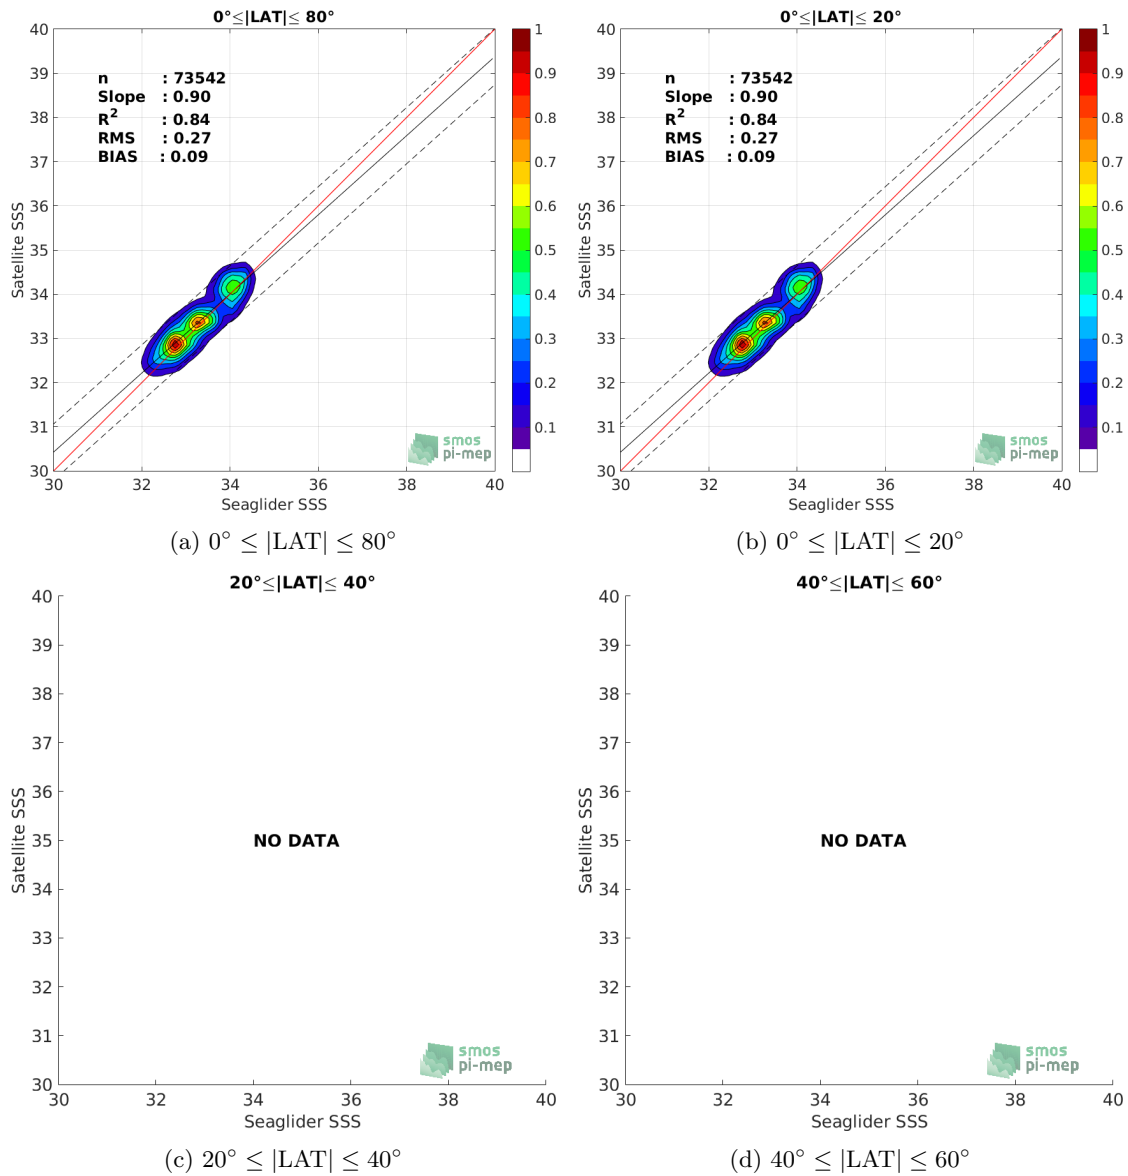 0°≤|LAT|≤ 80°
40
39
38
37
36
35
34
33
32
31
30
Satellite SSS
n : 73542
Slope : 0.90
R² : 0.84
RMS : 0.27
BIAS : 0.09
smos
pi-mep
30 32 34 36 38 40
Seaglider SSS
1
0.9
0.8
0.7
0.6
0.5
0.4
0.3
0.2
0.1
(a) 0° ≤ |LAT| ≤ 80°
0°≤|LAT|≤ 20°
40
39
38
37
36
35
34
33
32
31
30
Satellite SSS
n : 73542
Slope : 0.90
R² : 0.84
RMS : 0.27
BIAS : 0.09
smos
pi-mep
30 32 34 36 38 40
Seaglider SSS
1
0.9
0.8
0.7
0.6
0.5
0.4
0.3
0.2
0.1
(b) 0° ≤ |LAT| ≤ 20°
20°≤|LAT|≤ 40°
40
39
38
37
36
35
34
33
32
31
30
Satellite SSS
NO DATA
smos
pi-mep
30 32 34 36 38 40
Seaglider SSS
(c) 20° ≤ |LAT| ≤ 40°
40°≤|LAT|≤ 60°
40
39
38
37
36
35
34
33
32
31
30
Satellite SSS
NO DATA
smos
pi-mep
30 32 34 36 38 40
Seaglider SSS
(d) 40° ≤ |LAT| ≤ 60°